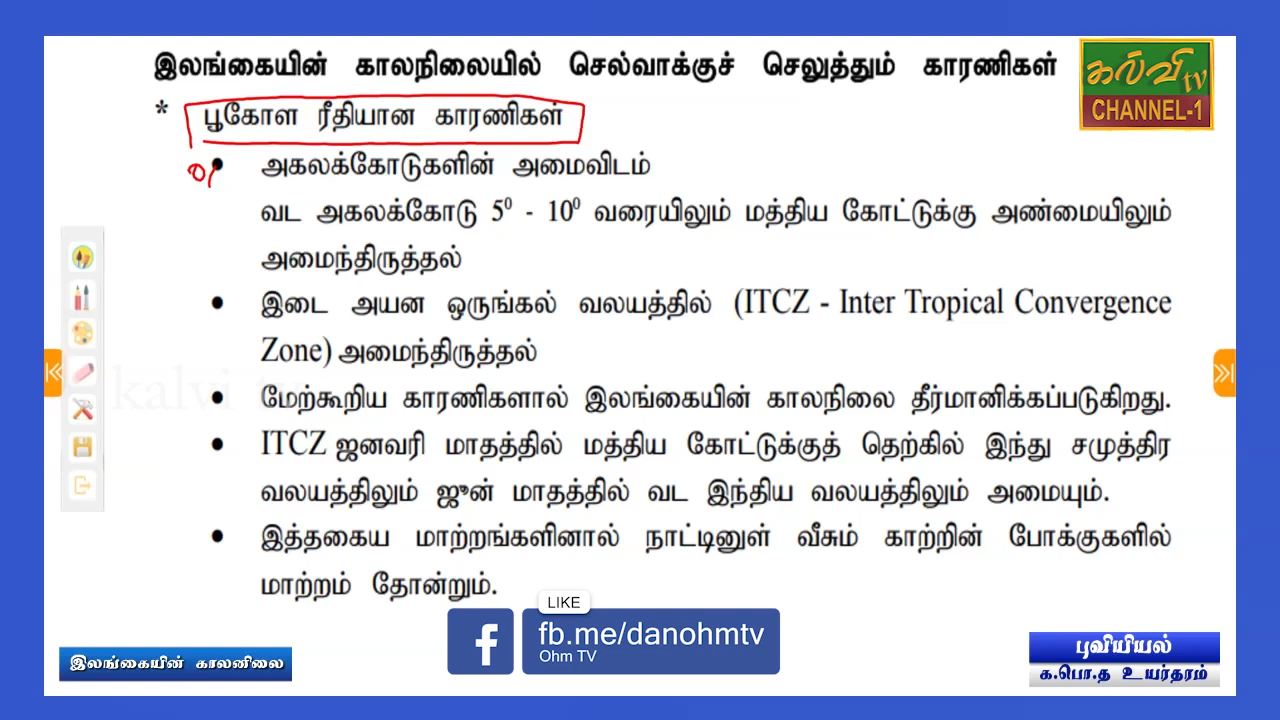 இலங்கையின் காலநிலையில் செல்வாக்குச் செலுத்தும் காரணிகள்
கல்வி tv
CHANNEL-1
* பூகோள ரீதியான காரணிகள்
• அகலக்கோடுகளின் அமைவிடம்
வட அகலக்கோடு 5⁰ - 10⁰ வரையிலும் மத்திய கோட்டுக்கு அண்மையிலும்
அமைந்திருத்தல்
• இடை அயன ஒருங்கல் வலயத்தில் (ITCZ - Inter Tropical Convergence
Zone) அமைந்திருத்தல்
kalvi tv
• மேற்கூறிய காரணிகளால் இலங்கையின் காலநிலை தீர்மானிக்கப்படுகிறது.
• ITCZ ஜனவரி மாதத்தில் மத்திய கோட்டுக்குத் தெற்கில் இந்து சமுத்திர
வலயத்திலும் ஜுன் மாதத்தில் வட இந்திய வலயத்திலும் அமையும்.
• இத்தகைய மாற்றங்களினால் நாட்டினுள் வீசும் காற்றின் போக்குகளில்
மாற்றம் தோன்றும்.
LIKE
f fb.me/danohmtv
Ohm TV
இலங்கையின் காலனிலை
புவியியல்
க.பொ.த உயர்தரம்